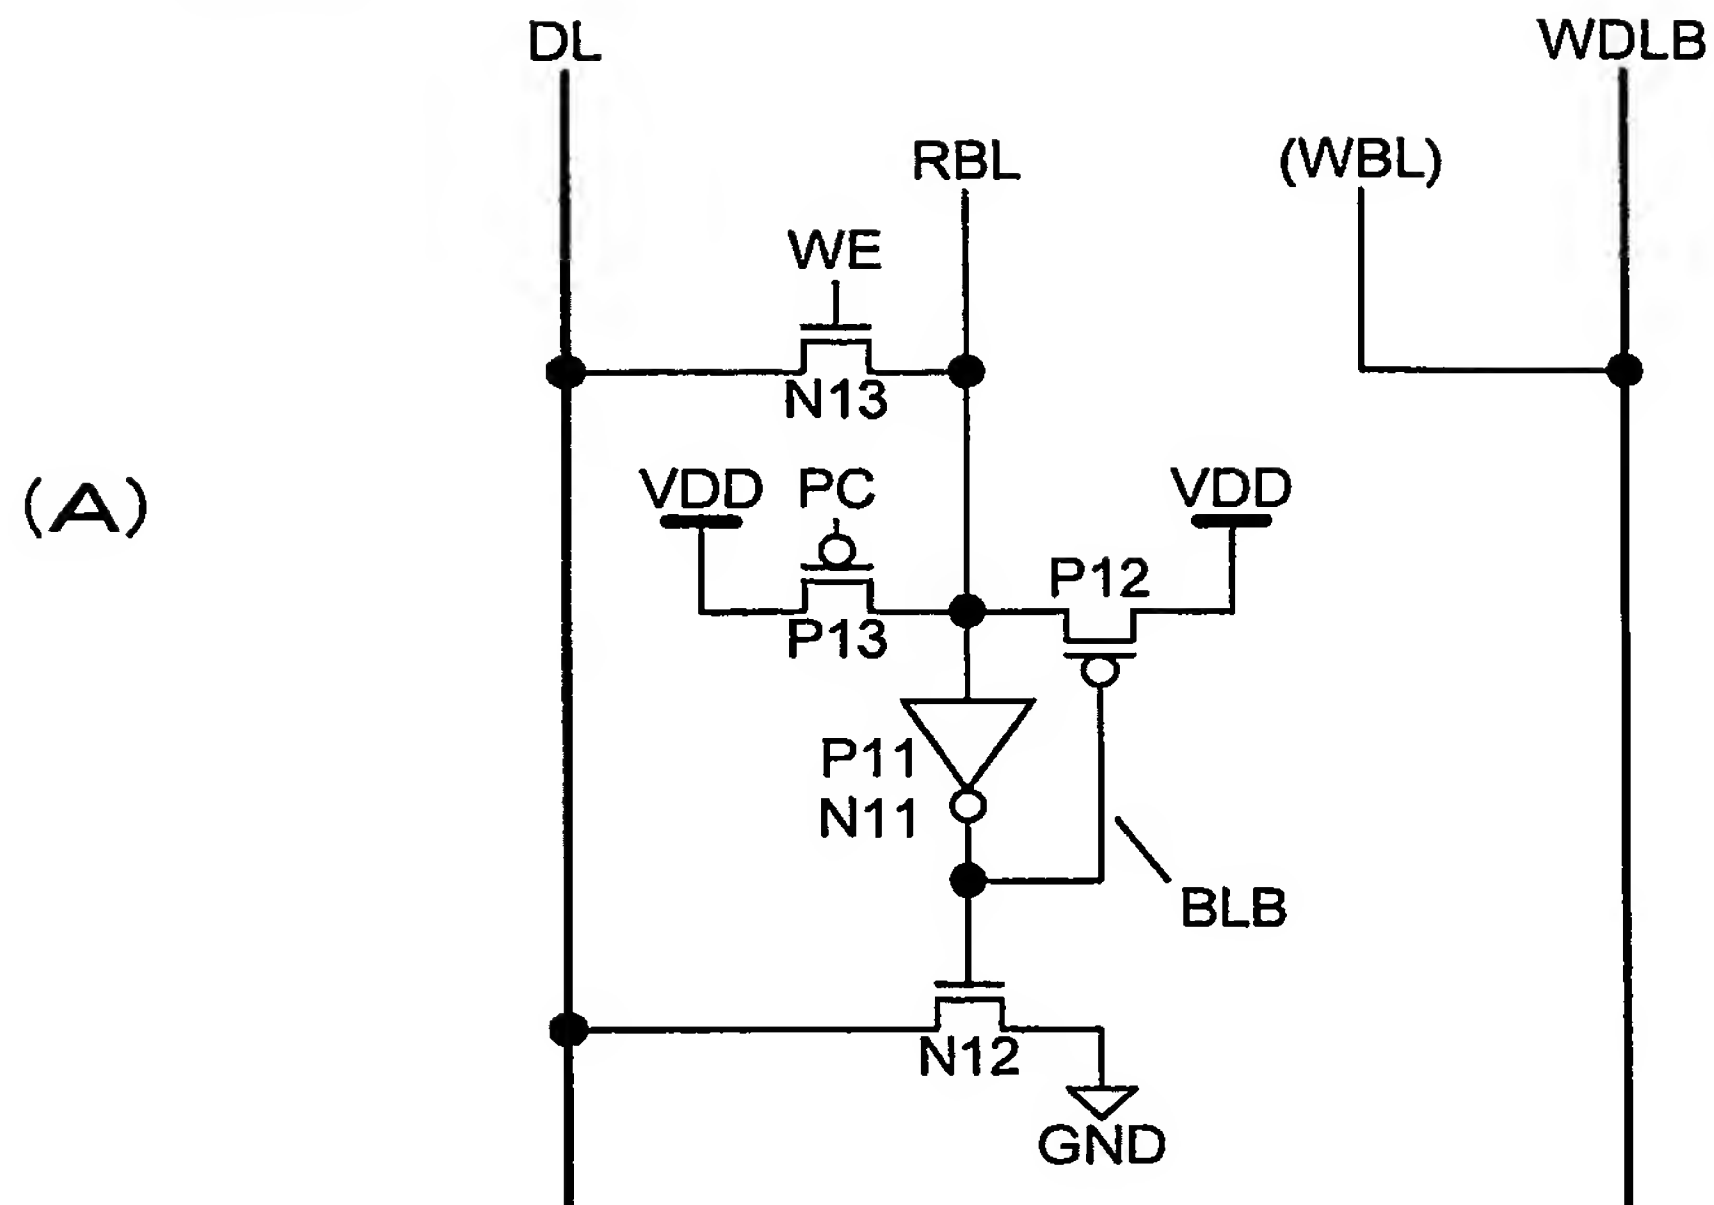 DL
WDLB
RBL
(WBL)
WE
N13
(A)
VDD
PC
VDD
P12
P13
P11
N11
BLB
N12
GND